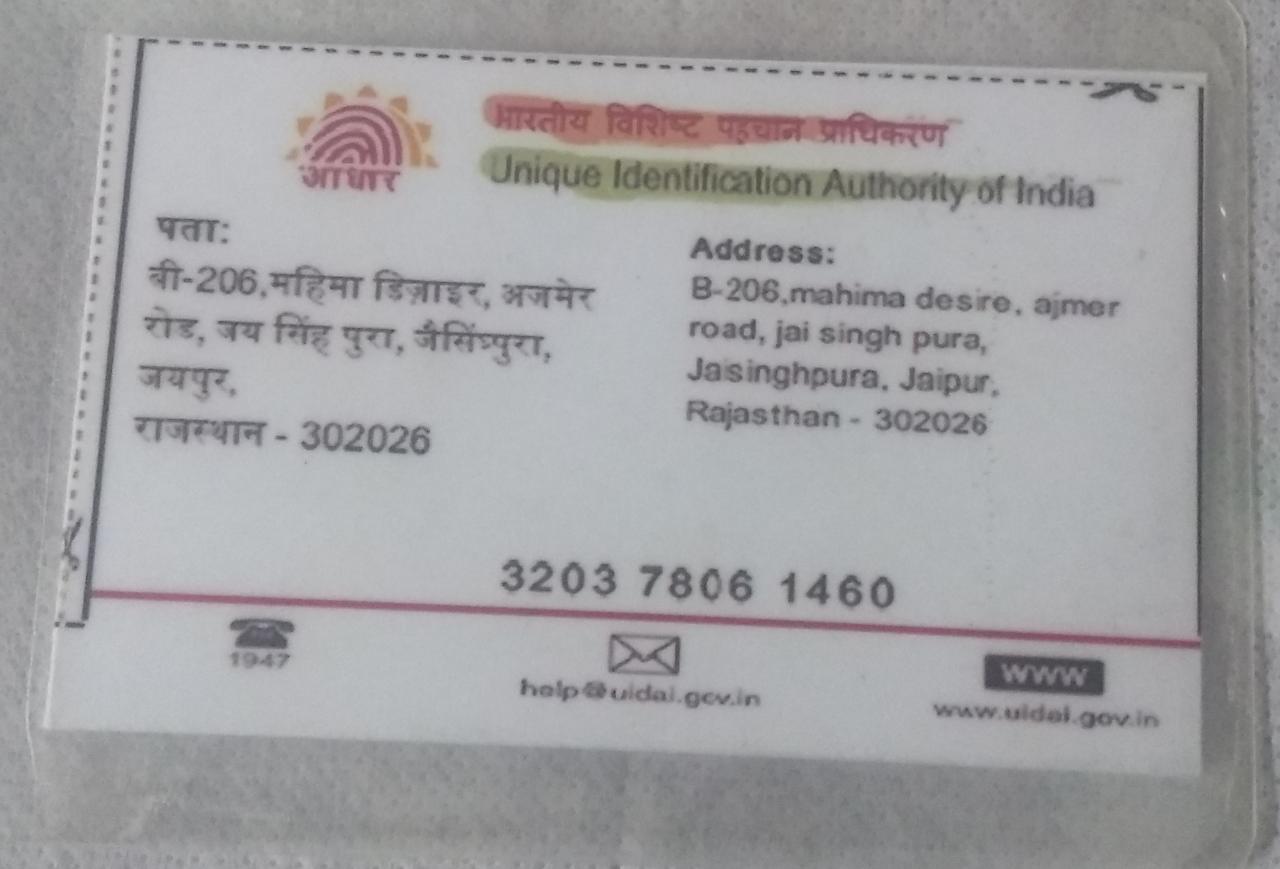 आधार
भारतीय विशिष्ट पहचान प्राधिकरण
Unique Identification Authority of India
पता:
बी-206,महिमा डिज़ाइर, अजमेर
रोड, जय सिंह पुरा, जैसिंघ्पुरा,
जयपुर,
राजस्थान - 302026
Address:
B-206,mahima desire, ajmer
road, jai singh pura,
Jasinghpura, Jaipur,
Rajasthan - 302026
3203 7806 1460
1947
help@uidai.gov.in
www
www.uidai.gov.in